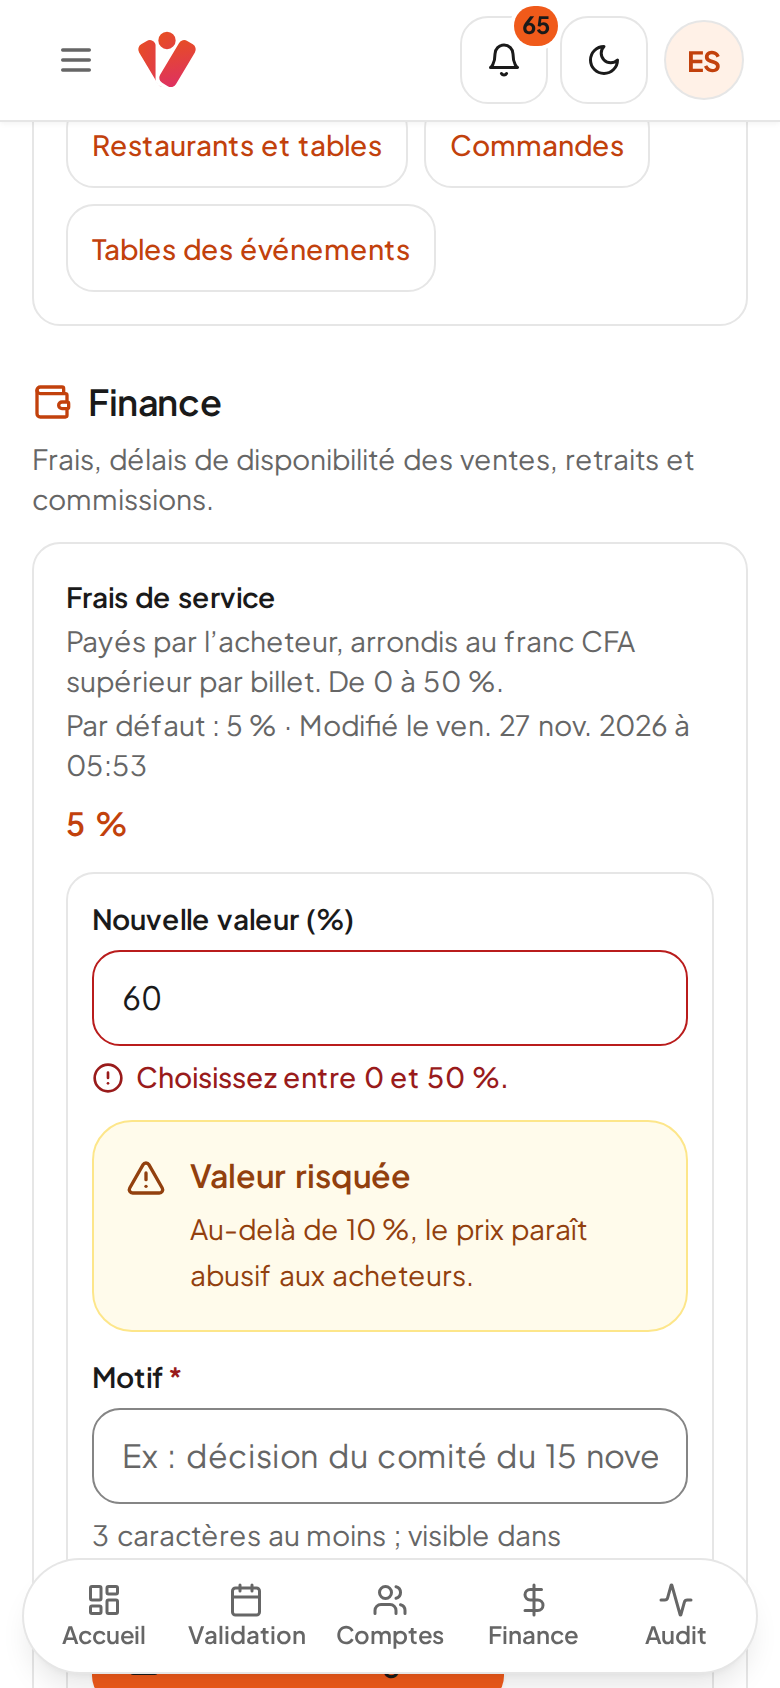 65
ES
Restaurants et tables
Commandes
Tables des événements
Finance
Frais, délais de disponibilité des ventes, retraits et
commissions.
Frais de service
Payés par l’acheteur, arrondis au franc CFA
supérieur par billet. De 0 à 50 %.
Par défaut : 5 % · Modifié le ven. 27 nov. 2026 à
05:53
5 %
Nouvelle valeur (%)
60
Choisissez entre 0 et 50 %.
Valeur risquée
Au-delà de 10 %, le prix paraît
abusif aux acheteurs.
Motif *
Ex : décision du comité du 15 nove
3 caractères au moins ; visible dans
Accueil
Validation
Comptes
Finance
Audit